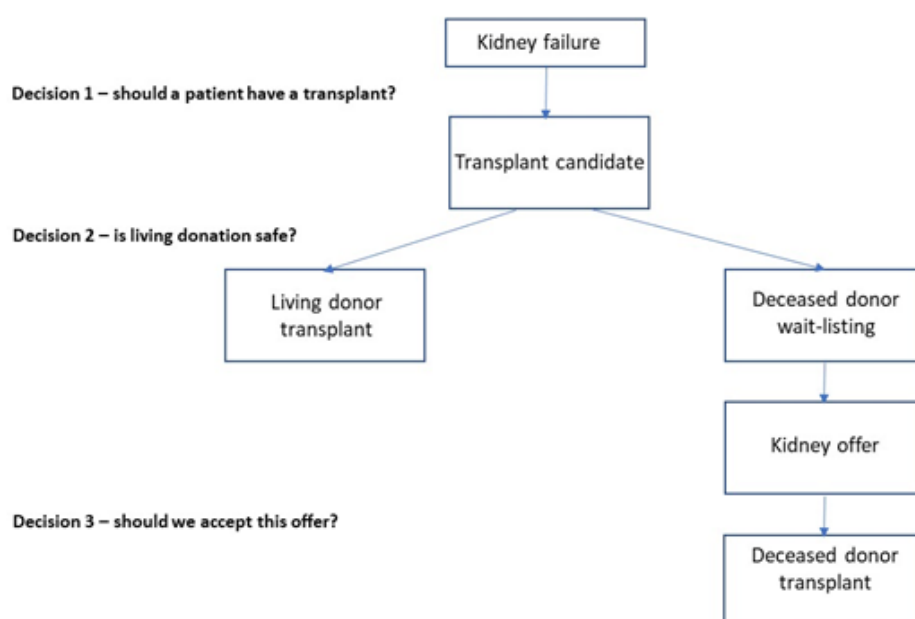 Kidney failure
Decision 1 – should a patient have a transplant?
Transplant candidate
Decision 2 – is living donation safe?
Living donor
transplant
Deceased donor
wait-listing
Kidney offer
Decision 3 – should we accept this offer?
Deceased donor
transplant